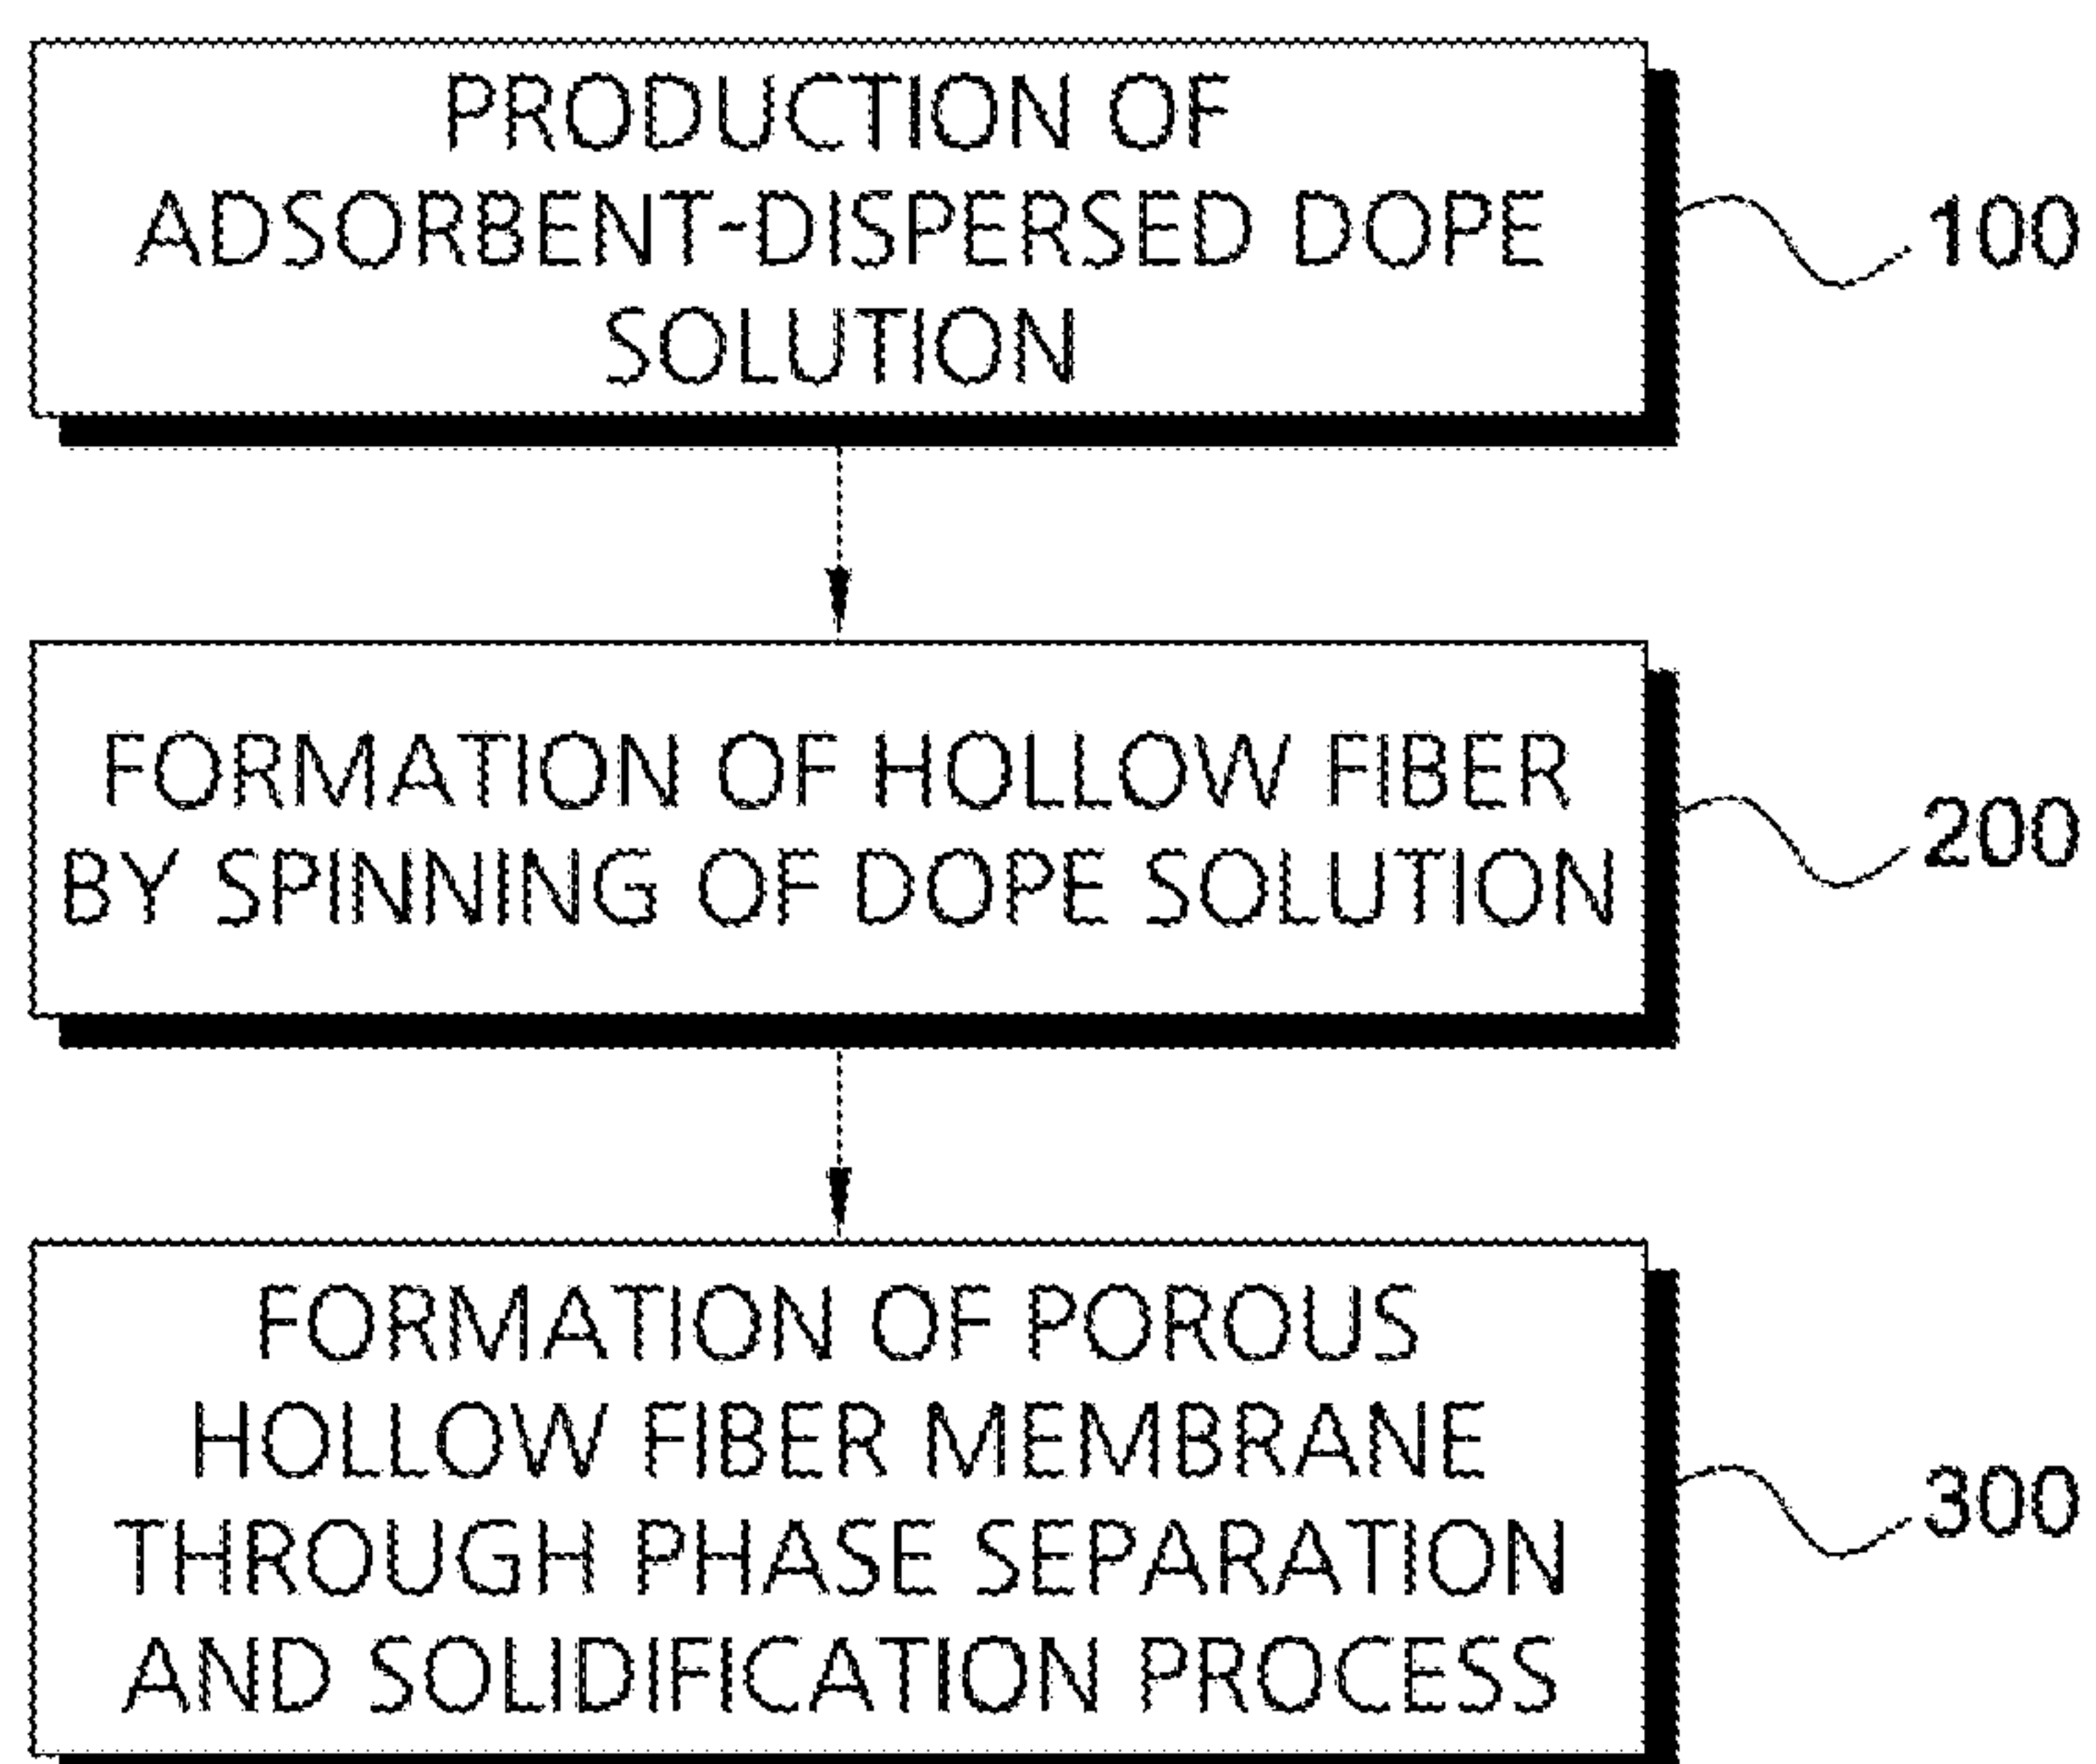 PRODUCTION OF
ADSORBENT-DISPERSED DOPE
SOLUTION
100
FORMATION OF HOLLOW FIBER
BY SPINNING OF DOPE SOLUTION
200
FORMATION OF POROUS
HOLLOW FIBER MEMBRANE
THROUGH PHASE SEPARATION
AND SOLIDIFICATION PROCESS
300